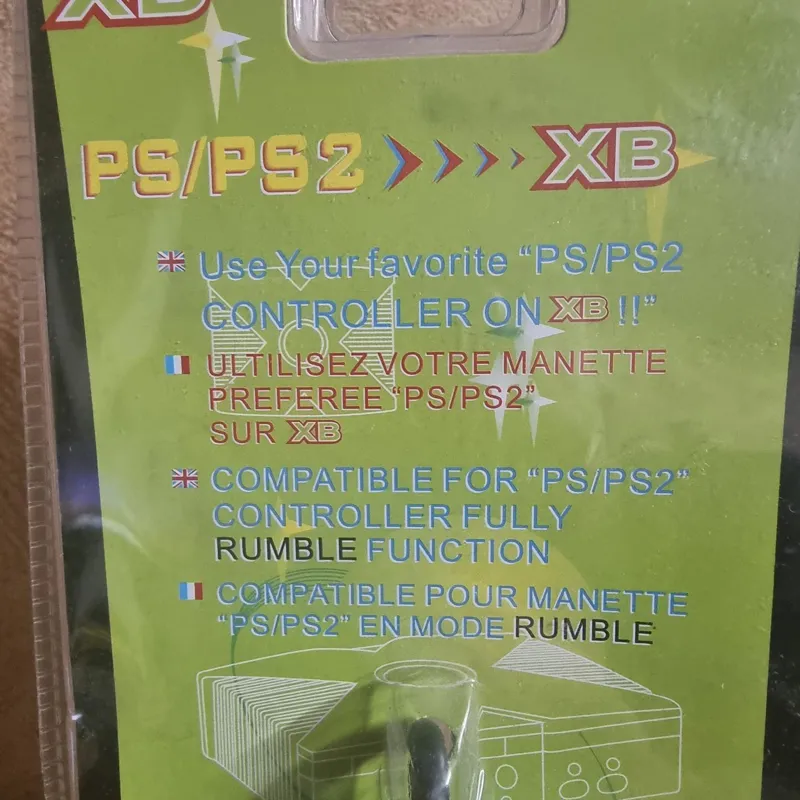 XB
PS/PS2 XB
Use Your favorite "PS/PS2
CONTROLLER ON XB !!"
ULTILISEZ VOTRE MANETTE
PREFEREE "PS/PS2"
SUR XB
COMPATIBLE FOR "PS/PS2"
CONTROLLER FULLY
RUMBLE FUNCTION
COMPATIBLE POUR MANETTE
"PS/PS2" EN MODE RUMBLE